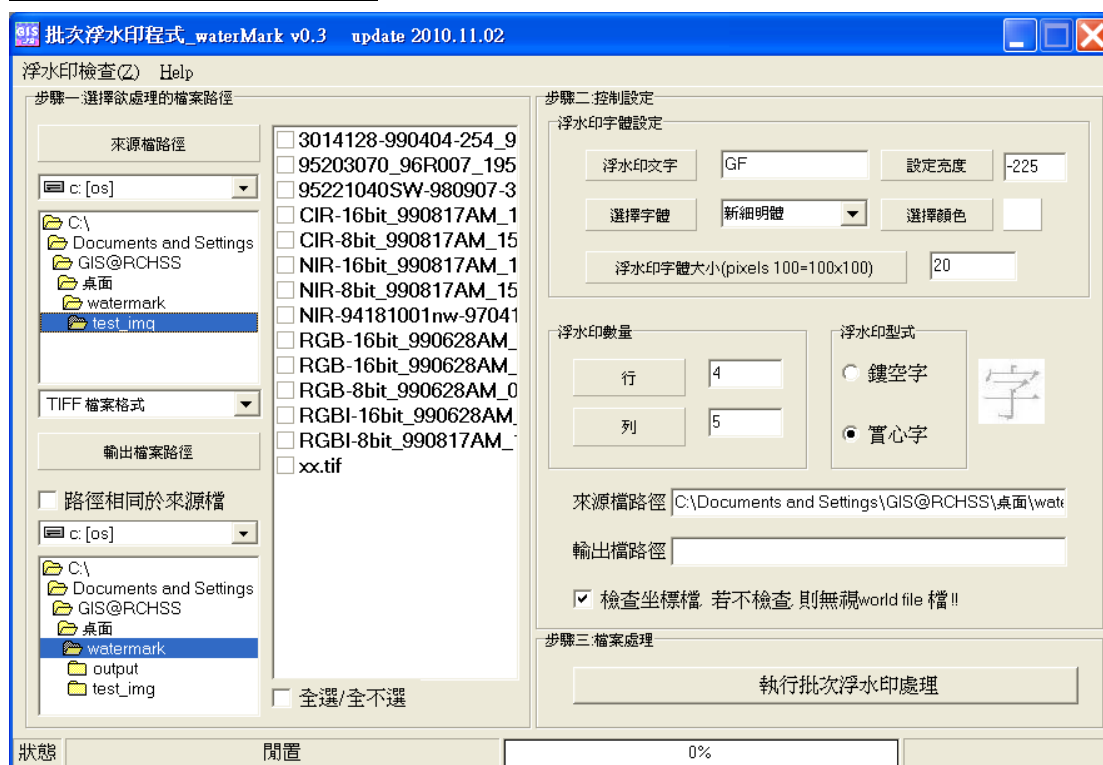 批次浮水印程式_waterMark v0.3 update 2010.11.02
浮水印檢查(Z) Help
步驟一:選擇欲處理的檔案路徑
來源檔路徑
c: [os]
C:\
Documents and Settings
GIS@RCHSS
桌面
watermark
test_img
TIFF 檔案格式
輸出檔案路徑
路徑相同於來源檔
c: [os]
C:\
Documents and Settings
GIS@RCHSS
桌面
watermark
output
test_img
3014128-990404-254_9
95203070_96R007_195
95221040SW-980907-3
CIR-16bit_990817AM_1
CIR-8bit_990817AM_15
NIR-16bit_990817AM_1
NIR-8bit_990817AM_15
NIR-94181001nw-97041
RGB-16bit_990628AM_
RGB-16bit_990628AM_
RGB-8bit_990628AM_0
RGBI-16bit_990628AM_
RGBI-8bit_990817AM_1
xx.tif
全選/全不選
步驟二:控制設定
浮水印字體設定
浮水印文字 GF 設定亮度 -225
選擇字體 新細明體 選擇顏色
浮水印字體大小(pixels 100=100x100) 20
浮水印數量
行 4
列 5
浮水印型式
鏤空字
實心字
字
來源檔路徑 C:\Documents and Settings\GIS@RCHSS\桌面\wate
輸出檔路徑
檢查坐標檔, 若不檢查, 則無視world file 檔!!
步驟三:檔案處理
執行批次浮水印處理
狀態 閒置 0%